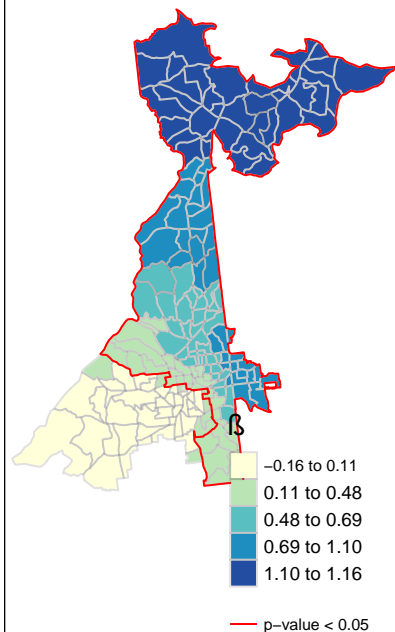 ß
−0.16 to 0.11
0.11 to 0.48
0.48 to 0.69
0.69 to 1.10
1.10 to 1.16
p−value < 0.05